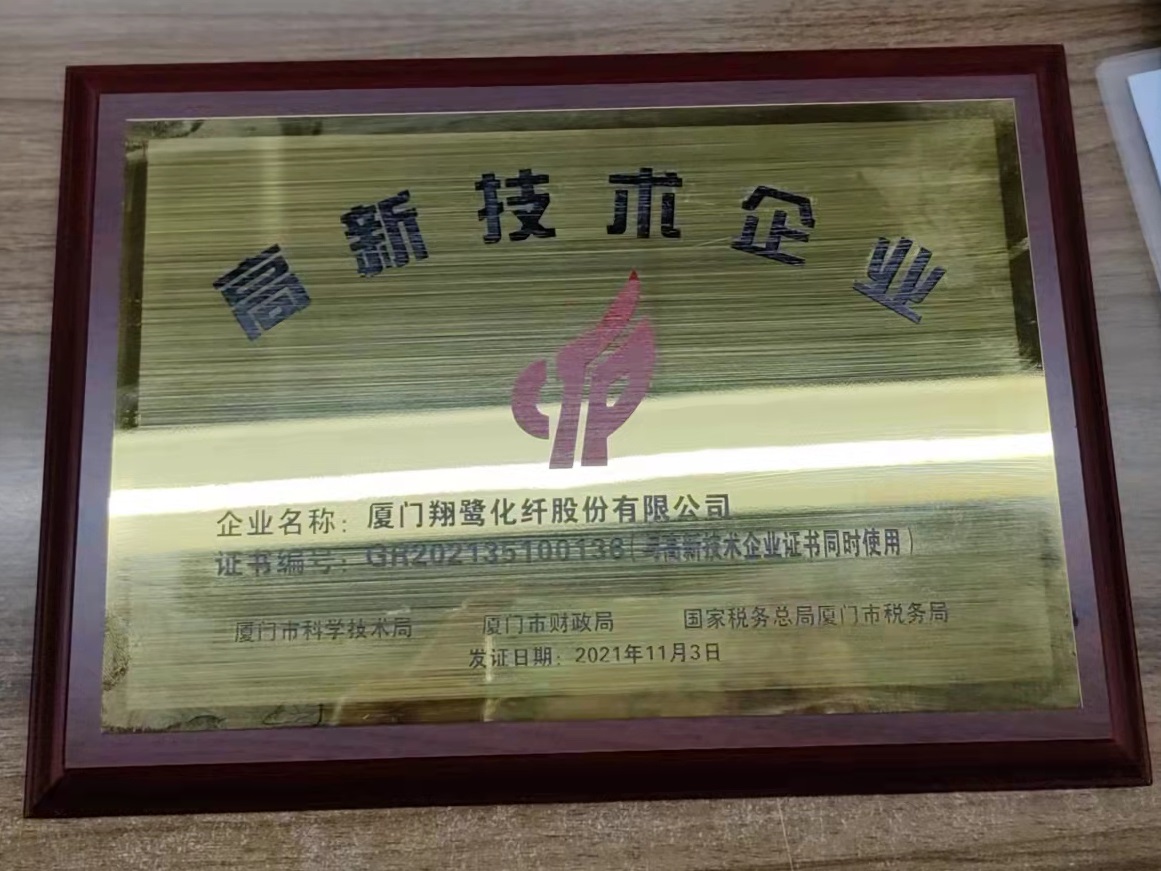 高新技术企业
企业名称：厦门翔鹭化纤股份有限公司
证书编号：GR202135100136（与高新技术企业证书同时使用）
厦门市科学技术局 厦门市财政局 国家税务总局厦门市税务局
发证日期：2021年11月3日